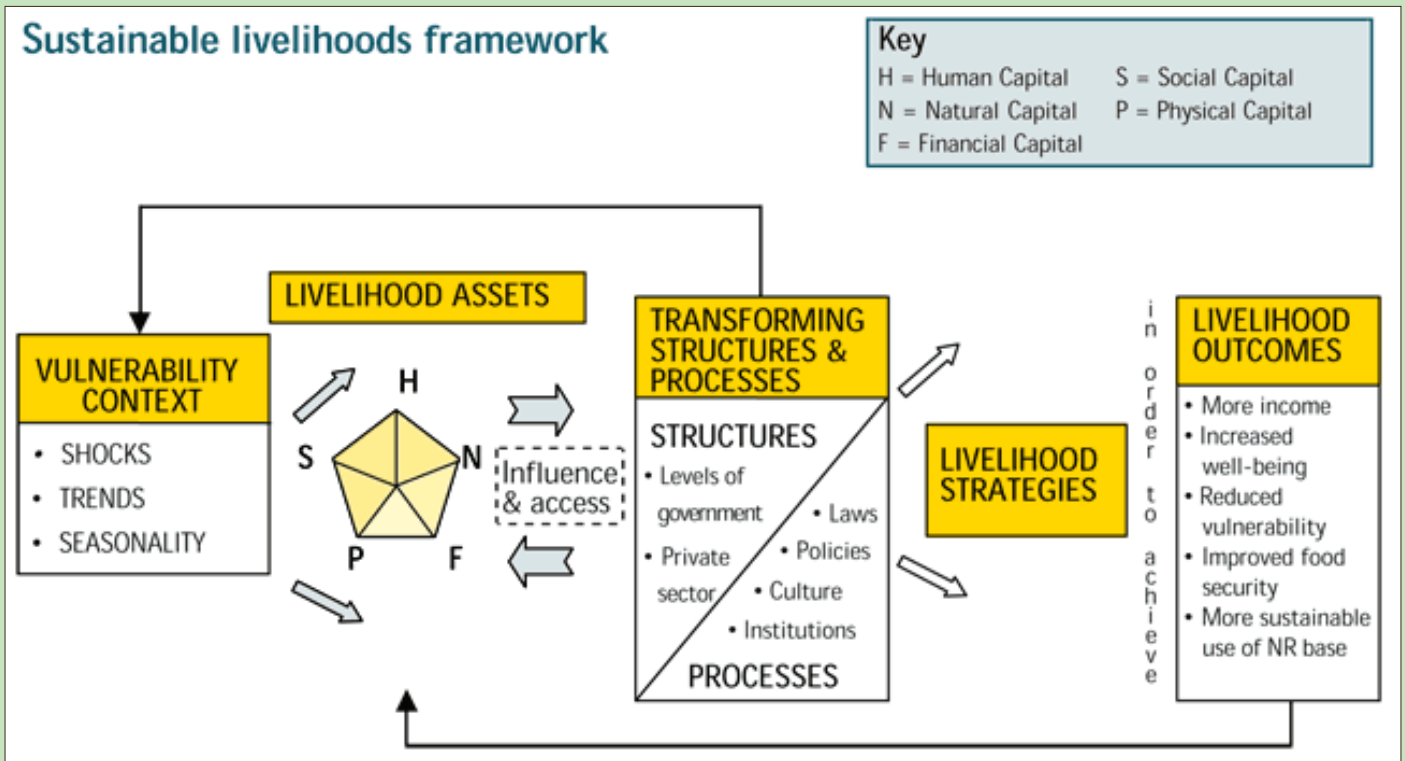 Sustainable livelihoods framework
Key
H = Human Capital
S = Social Capital
N = Natural Capital
P = Physical Capital
F = Financial Capital
VULNERABILITY
CONTEXT
• SHOCKS
• TRENDS
• SEASONALITY
LIVELIHOOD ASSETS
H
S
N
P
F
Influence
& access
TRANSFORMING
STRUCTURES &
PROCESSES
STRUCTURES
• Levels of
government
• Private
sector
• Laws
• Policies
• Culture
• Institutions
PROCESSES
LIVELIHOOD
STRATEGIES
in order to achieve
LIVELIHOOD
OUTCOMES
• More income
• Increased
well-being
• Reduced
vulnerability
• Improved food
security
• More sustainable
use of NR base